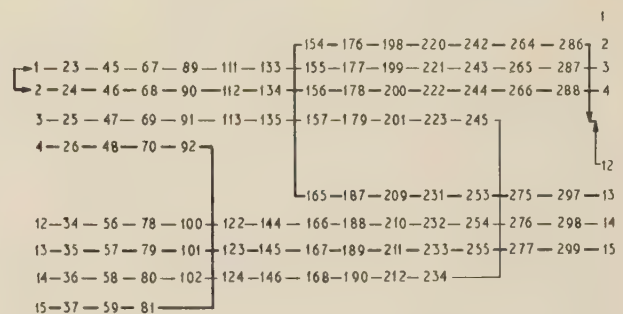 1
154 — 176 — 198 — 220 — 242 — 264 — 286 2
1 — 23 — 45 — 67 — 89 — 111 — 133 — 155 — 177 — 199 — 221 — 243 — 265 — 287 — 3
2 — 24 — 46 — 68 — 90 — 112 — 134 — 156 — 178 — 200 — 222 — 244 — 266 — 288 — 4
3 — 25 — 47 — 69 — 91 — 113 — 135 — 157 — 179 — 201 — 223 — 245
4 — 26 — 48 — 70 — 92
12
165 — 187 — 209 — 231 — 253 — 275 — 297 — 13
12 — 34 — 56 — 78 — 100 — 122 — 144 — 166 — 188 — 210 — 232 — 254 — 276 — 298 — 14
13 — 35 — 57 — 79 — 101 — 123 — 145 — 167 — 189 — 211 — 233 — 255 — 277 — 299 — 15
14 — 36 — 58 — 80 — 102 — 124 — 146 — 168 — 190 — 212 — 234
15 — 37 — 59 — 81